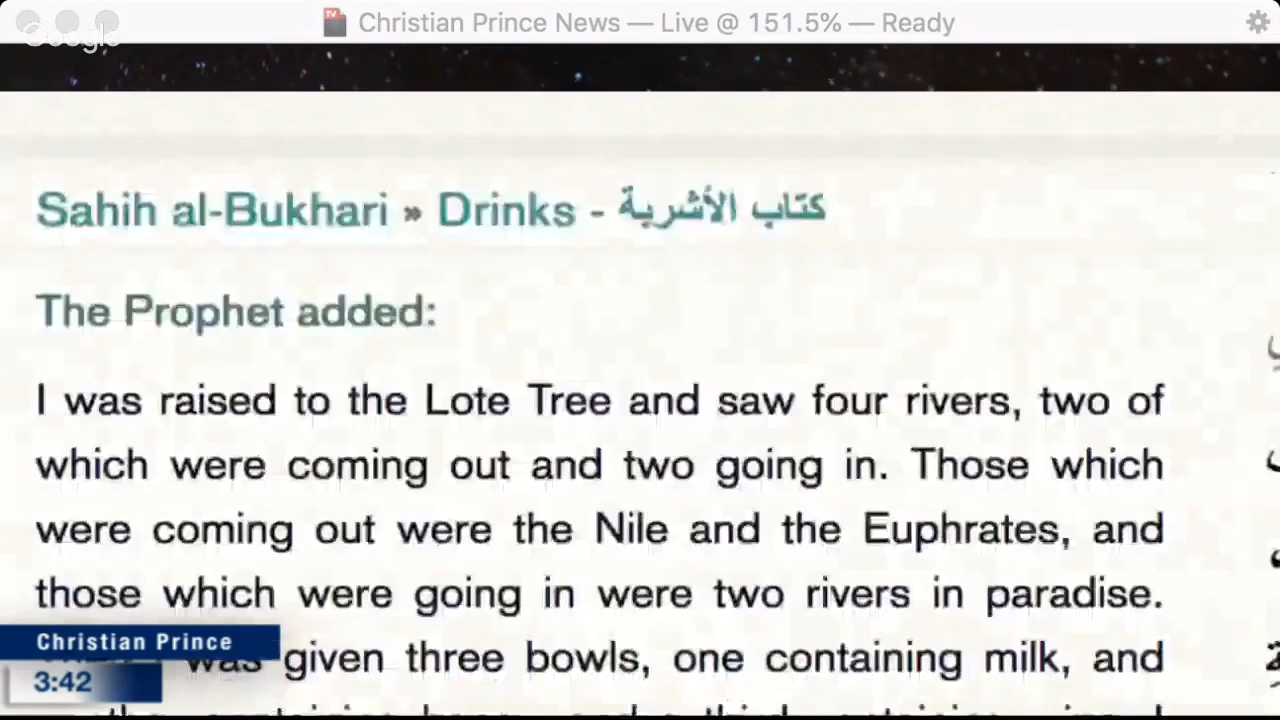 Christian Prince News — Live @ 151.5% — Ready
Google
Sahih al-Bukhari » Drinks - كتاب الأشربة
The Prophet added:
I was raised to the Lote Tree and saw four rivers, two of
which were coming out and two going in. Those which
were coming out were the Nile and the Euphrates, and
those which were going in were two rivers in paradise.
was given three bowls, one containing milk, and
Christian Prince
3:42